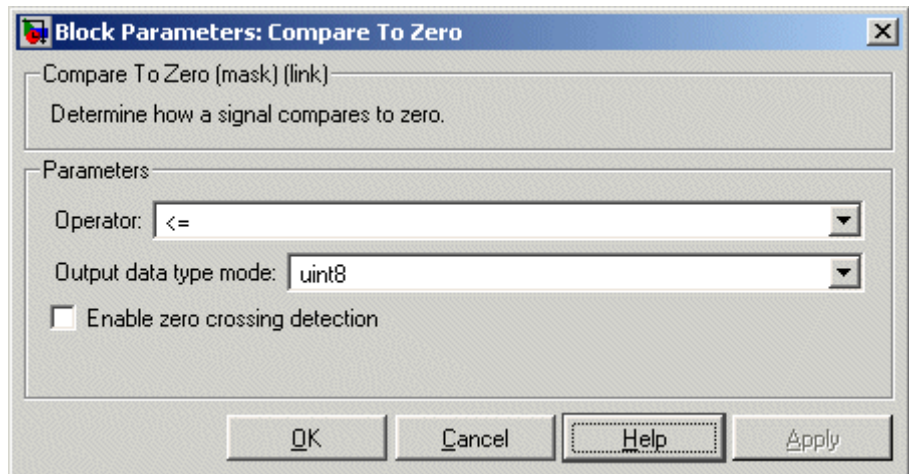 Block Parameters: Compare To Zero
Compare To Zero (mask) (link)
Determine how a signal compares to zero.
Parameters
Operator: <=
Output data type mode: uint8
Enable zero crossing detection
OK Cancel Help Apply